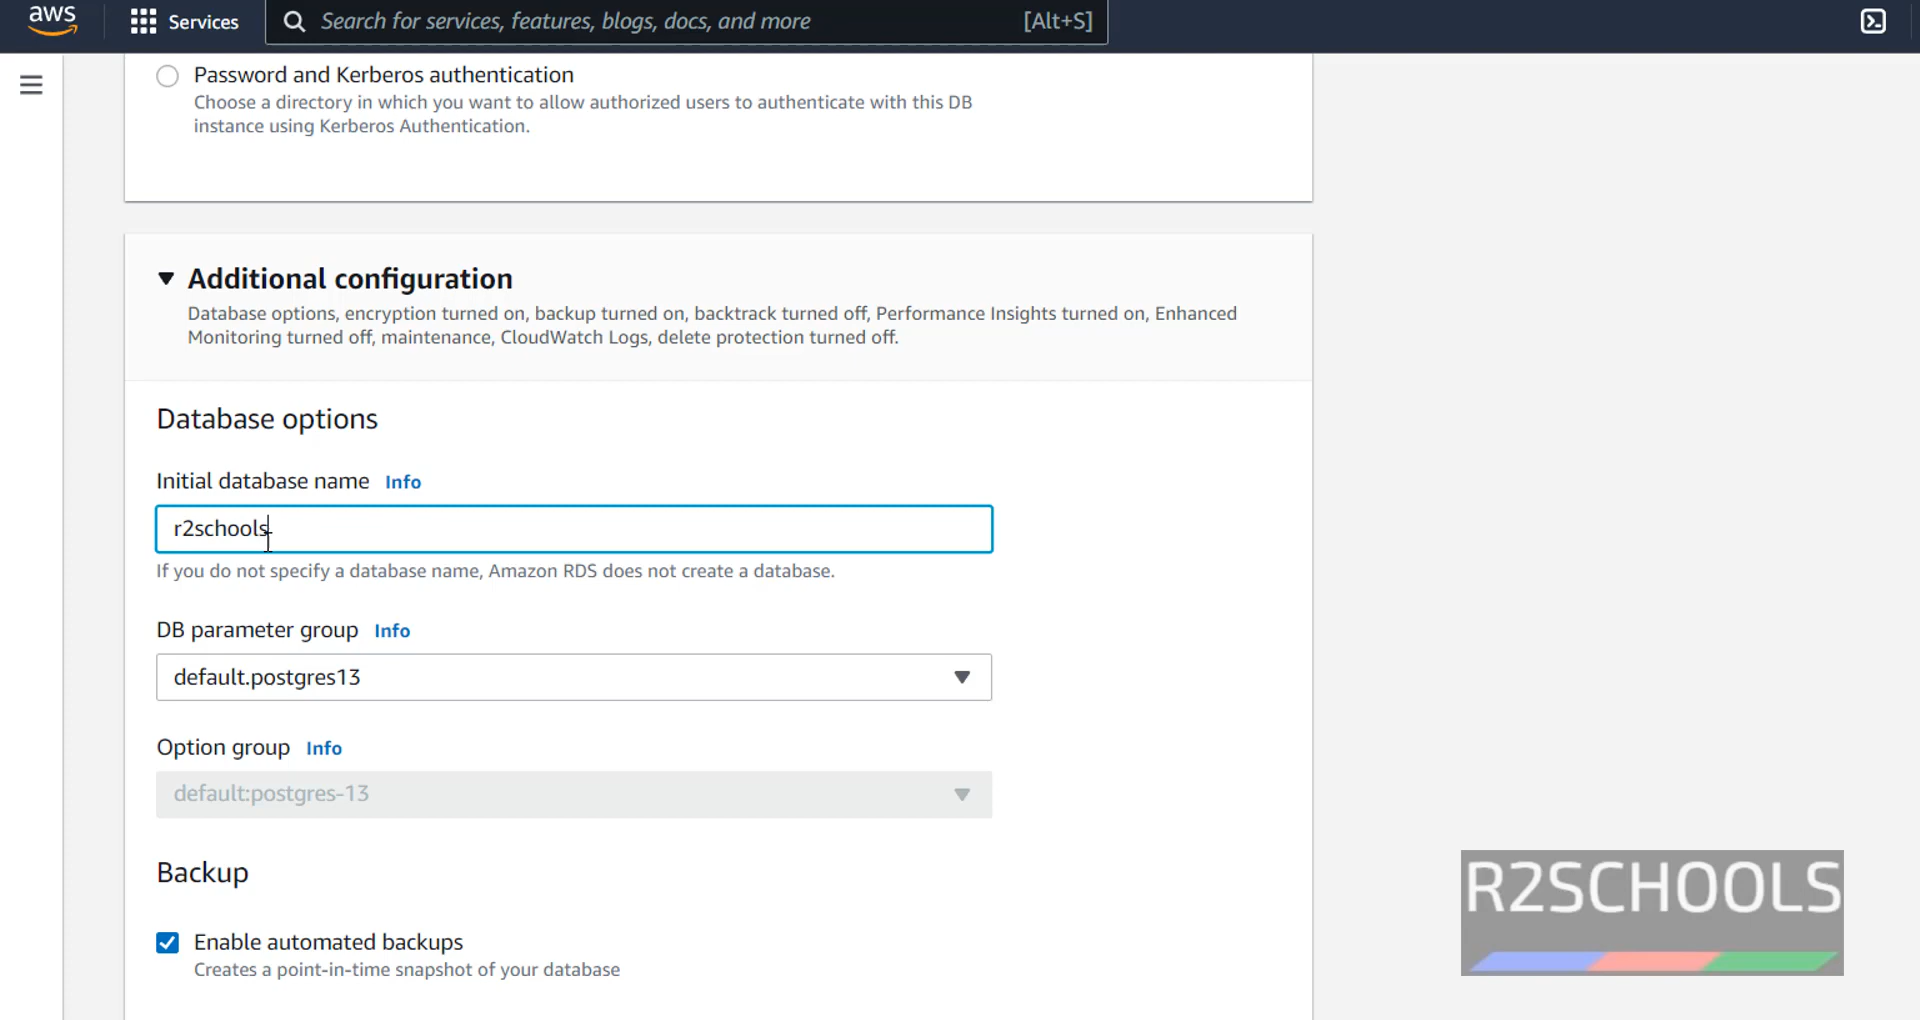 aws
Services
Search for services, features, blogs, docs, and more
[Alt+S]
Password and Kerberos authentication
Choose a directory in which you want to allow authorized users to authenticate with this DB
instance using Kerberos Authentication.
Additional configuration
Database options, encryption turned on, backup turned on, backtrack turned off, Performance Insights turned on, Enhanced
Monitoring turned off, maintenance, CloudWatch Logs, delete protection turned off.
Database options
Initial database name Info
r2schools
If you do not specify a database name, Amazon RDS does not create a database.
DB parameter group Info
default.postgres13
Option group Info
default:postgres-13
Backup
Enable automated backups
Creates a point-in-time snapshot of your database
R2SCHOOLS